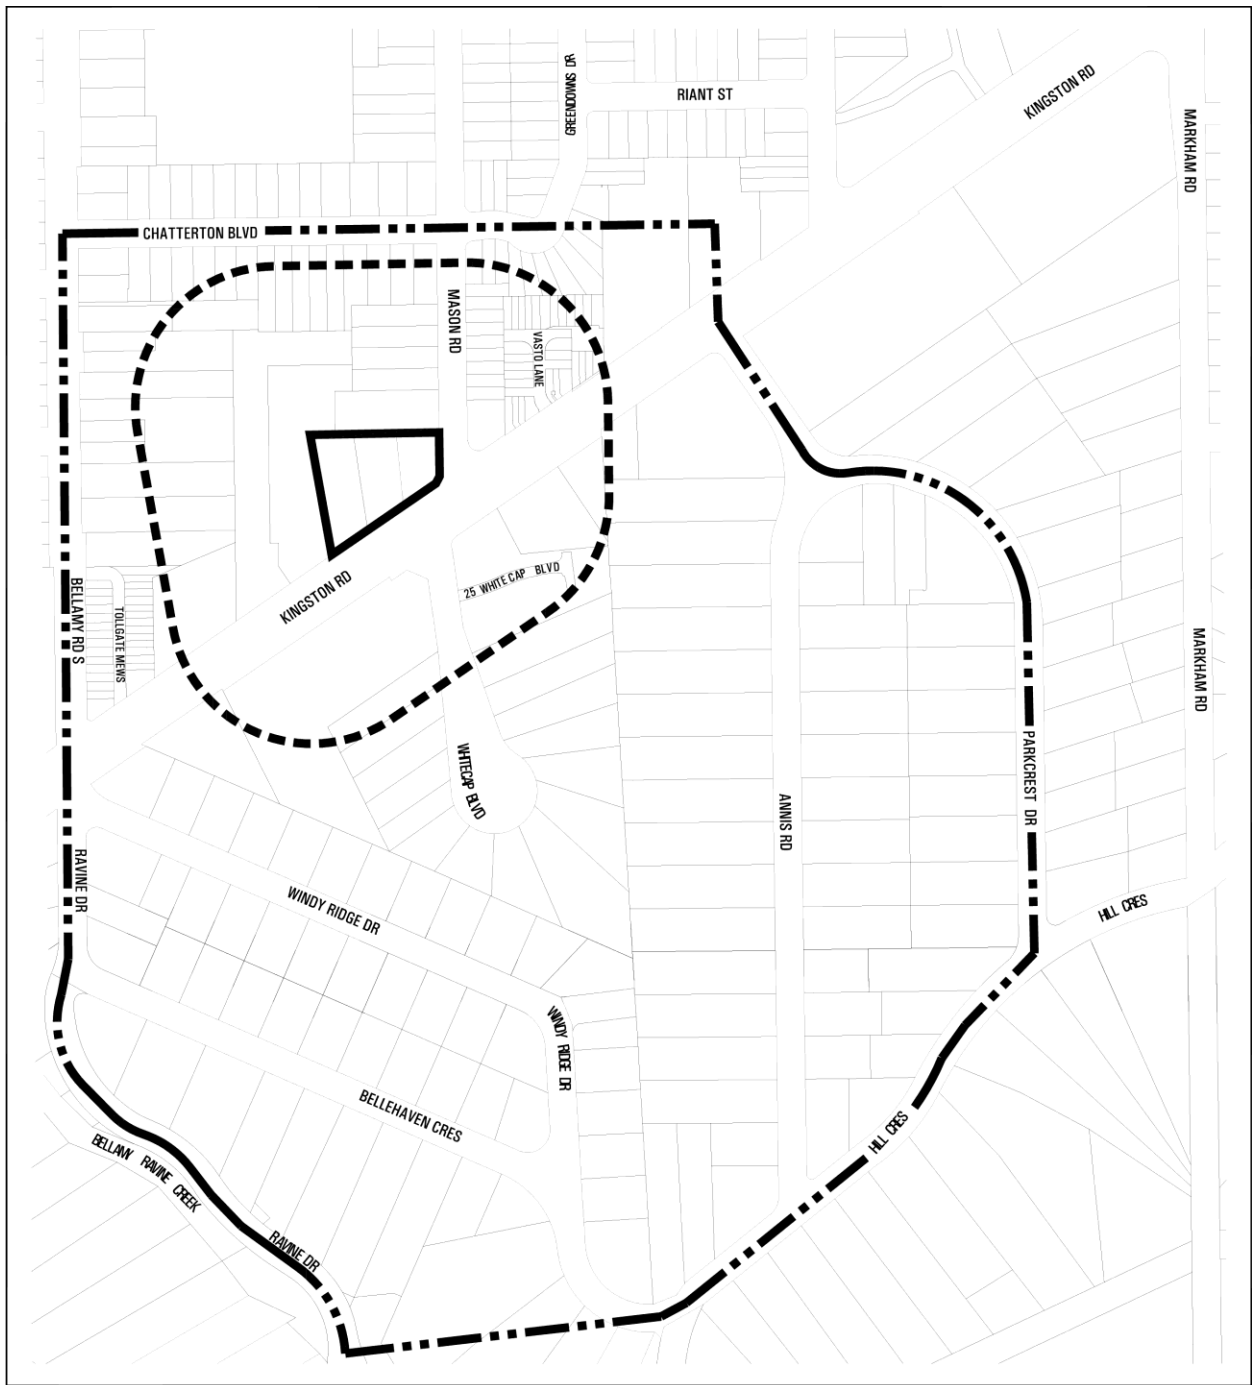 GREENDOWNS DR
RIANT ST
KINGSTON RD
MARKHAM RD
CHATTERTON BLVD
MASON RD
VASTO LANE
25 WHITECAP BLVD
KINGSTON RD
BELLAMY RD S
TOLLGATE MEWS
MARKHAM RD
WHITECAP BLVD
PARKCREST DR
ANNIS RD
RAVINE DR
WINDY RIDGE DR
HILL CRES
WINDY RIDGE DR
BELLEHAVEN CRES
HILL CRES
BELLAMY RAVINE CREEK
RAVINE DR